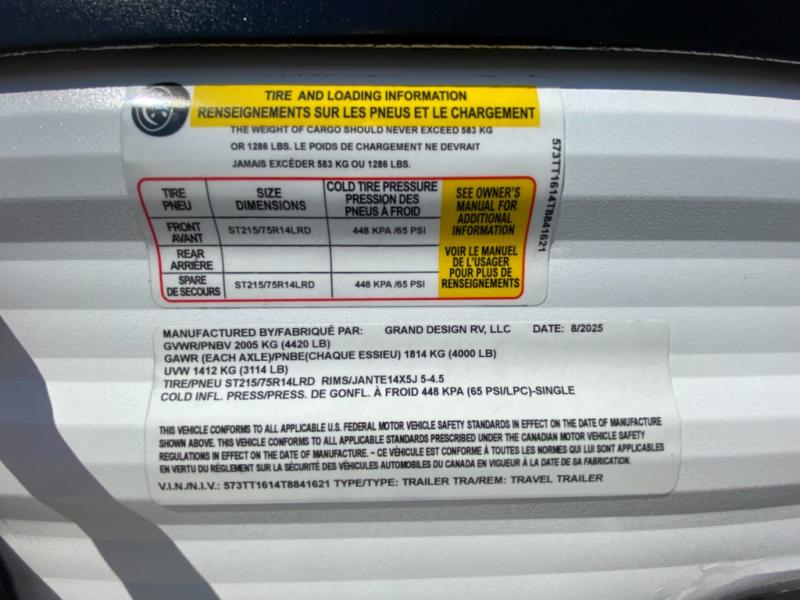 TIRE AND LOADING INFORMATION
RENSEIGNEMENTS SUR LES PNEUS ET LE CHARGEMENT
THE WEIGHT OF CARGO SHOULD NEVER EXCEED 583 KG
OR 1286 LBS. LE POIDS DE CHARGEMENT NE DEVRAIT
JAMAIS EXCÉDER 583 KG OU 1286 LBS.
573TT1614T8841621
TIRE
PNEU
SIZE
DIMENSIONS
COLD TIRE PRESSURE
PRESSION DES
PNEUS À FROID
SEE OWNER'S
MANUAL FOR
ADDITIONAL
INFORMATION
FRONT
AVANT
ST215/75R14LRD
448 KPA /65 PSI
REAR
ARRIÈRE
VOIR LE MANUEL
DE L'USAGER
POUR PLUS DE
RENSEIGNEMENTS
SPARE
DE SECOURS
ST215/75R14LRD
448 KPA /65 PSI
MANUFACTURED BY/FABRIQUÉ PAR: GRAND DESIGN RV, LLC DATE: 8/2025
GVWR/PNBV 2005 KG (4420 LB)
GAWR (EACH AXLE)/PNBE(CHAQUE ESSIEU) 1814 KG (4000 LB)
UVW 1412 KG (3114 LB)
TIRE/PNEU ST215/75R14LRD RIMS/JANTE14X5J 5-4.5
COLD INFL. PRESS/PRESS. DE GONFL. À FROID 448 KPA (65 PSI/LPC)-SINGLE
THIS VEHICLE CONFORMS TO ALL APPLICABLE U.S. FEDERAL MOTOR VEHICLE SAFETY STANDARDS IN EFFECT ON THE DATE OF MANUFACTURE
SHOWN ABOVE. THIS VEHICLE CONFORMS TO ALL APPLICABLE STANDARDS PRESCRIBED UNDER THE CANADIAN MOTOR VEHICLE SAFETY
REGULATIONS IN EFFECT ON THE DATE OF MANUFACTURE. - CE VÉHICULE EST CONFORME À TOUTES LES NORMES QUI LUI SONT APPLICABLES
EN VERTU DU RÈGLEMENT SUR LA SÉCURITÉ DES VÉHICULES AUTOMOBILES DU CANADA EN VIGUEUR À LA DATE DE SA FABRICATION.
V.I.N./N.I.V.: 573TT1614T8841621 TYPE/TYPE: TRAILER TRA/REM: TRAVEL TRAILER